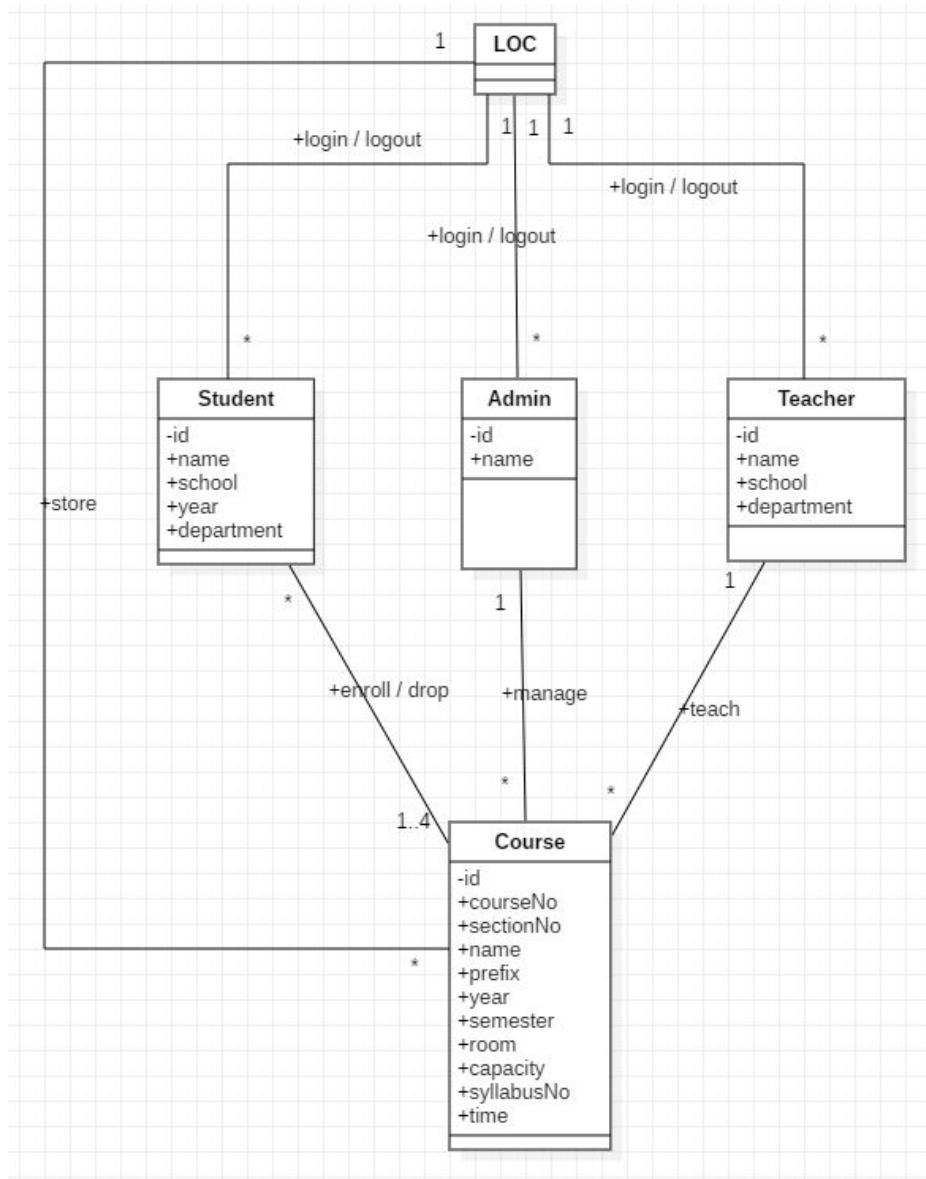 1
LOC
1
1
1
+login / logout
+login / logout
+login / logout
*
*
*
Student
-id
+name
+school
+year
+department
Admin
-id
+name
Teacher
-id
+name
+school
+department
+store
*
1
1
+enroll / drop
+manage
+teach
*
*
1..4
Course
-id
+courseNo
+sectionNo
+name
+prefix
+year
+semester
+room
+capacity
+syllabusNo
+time
*